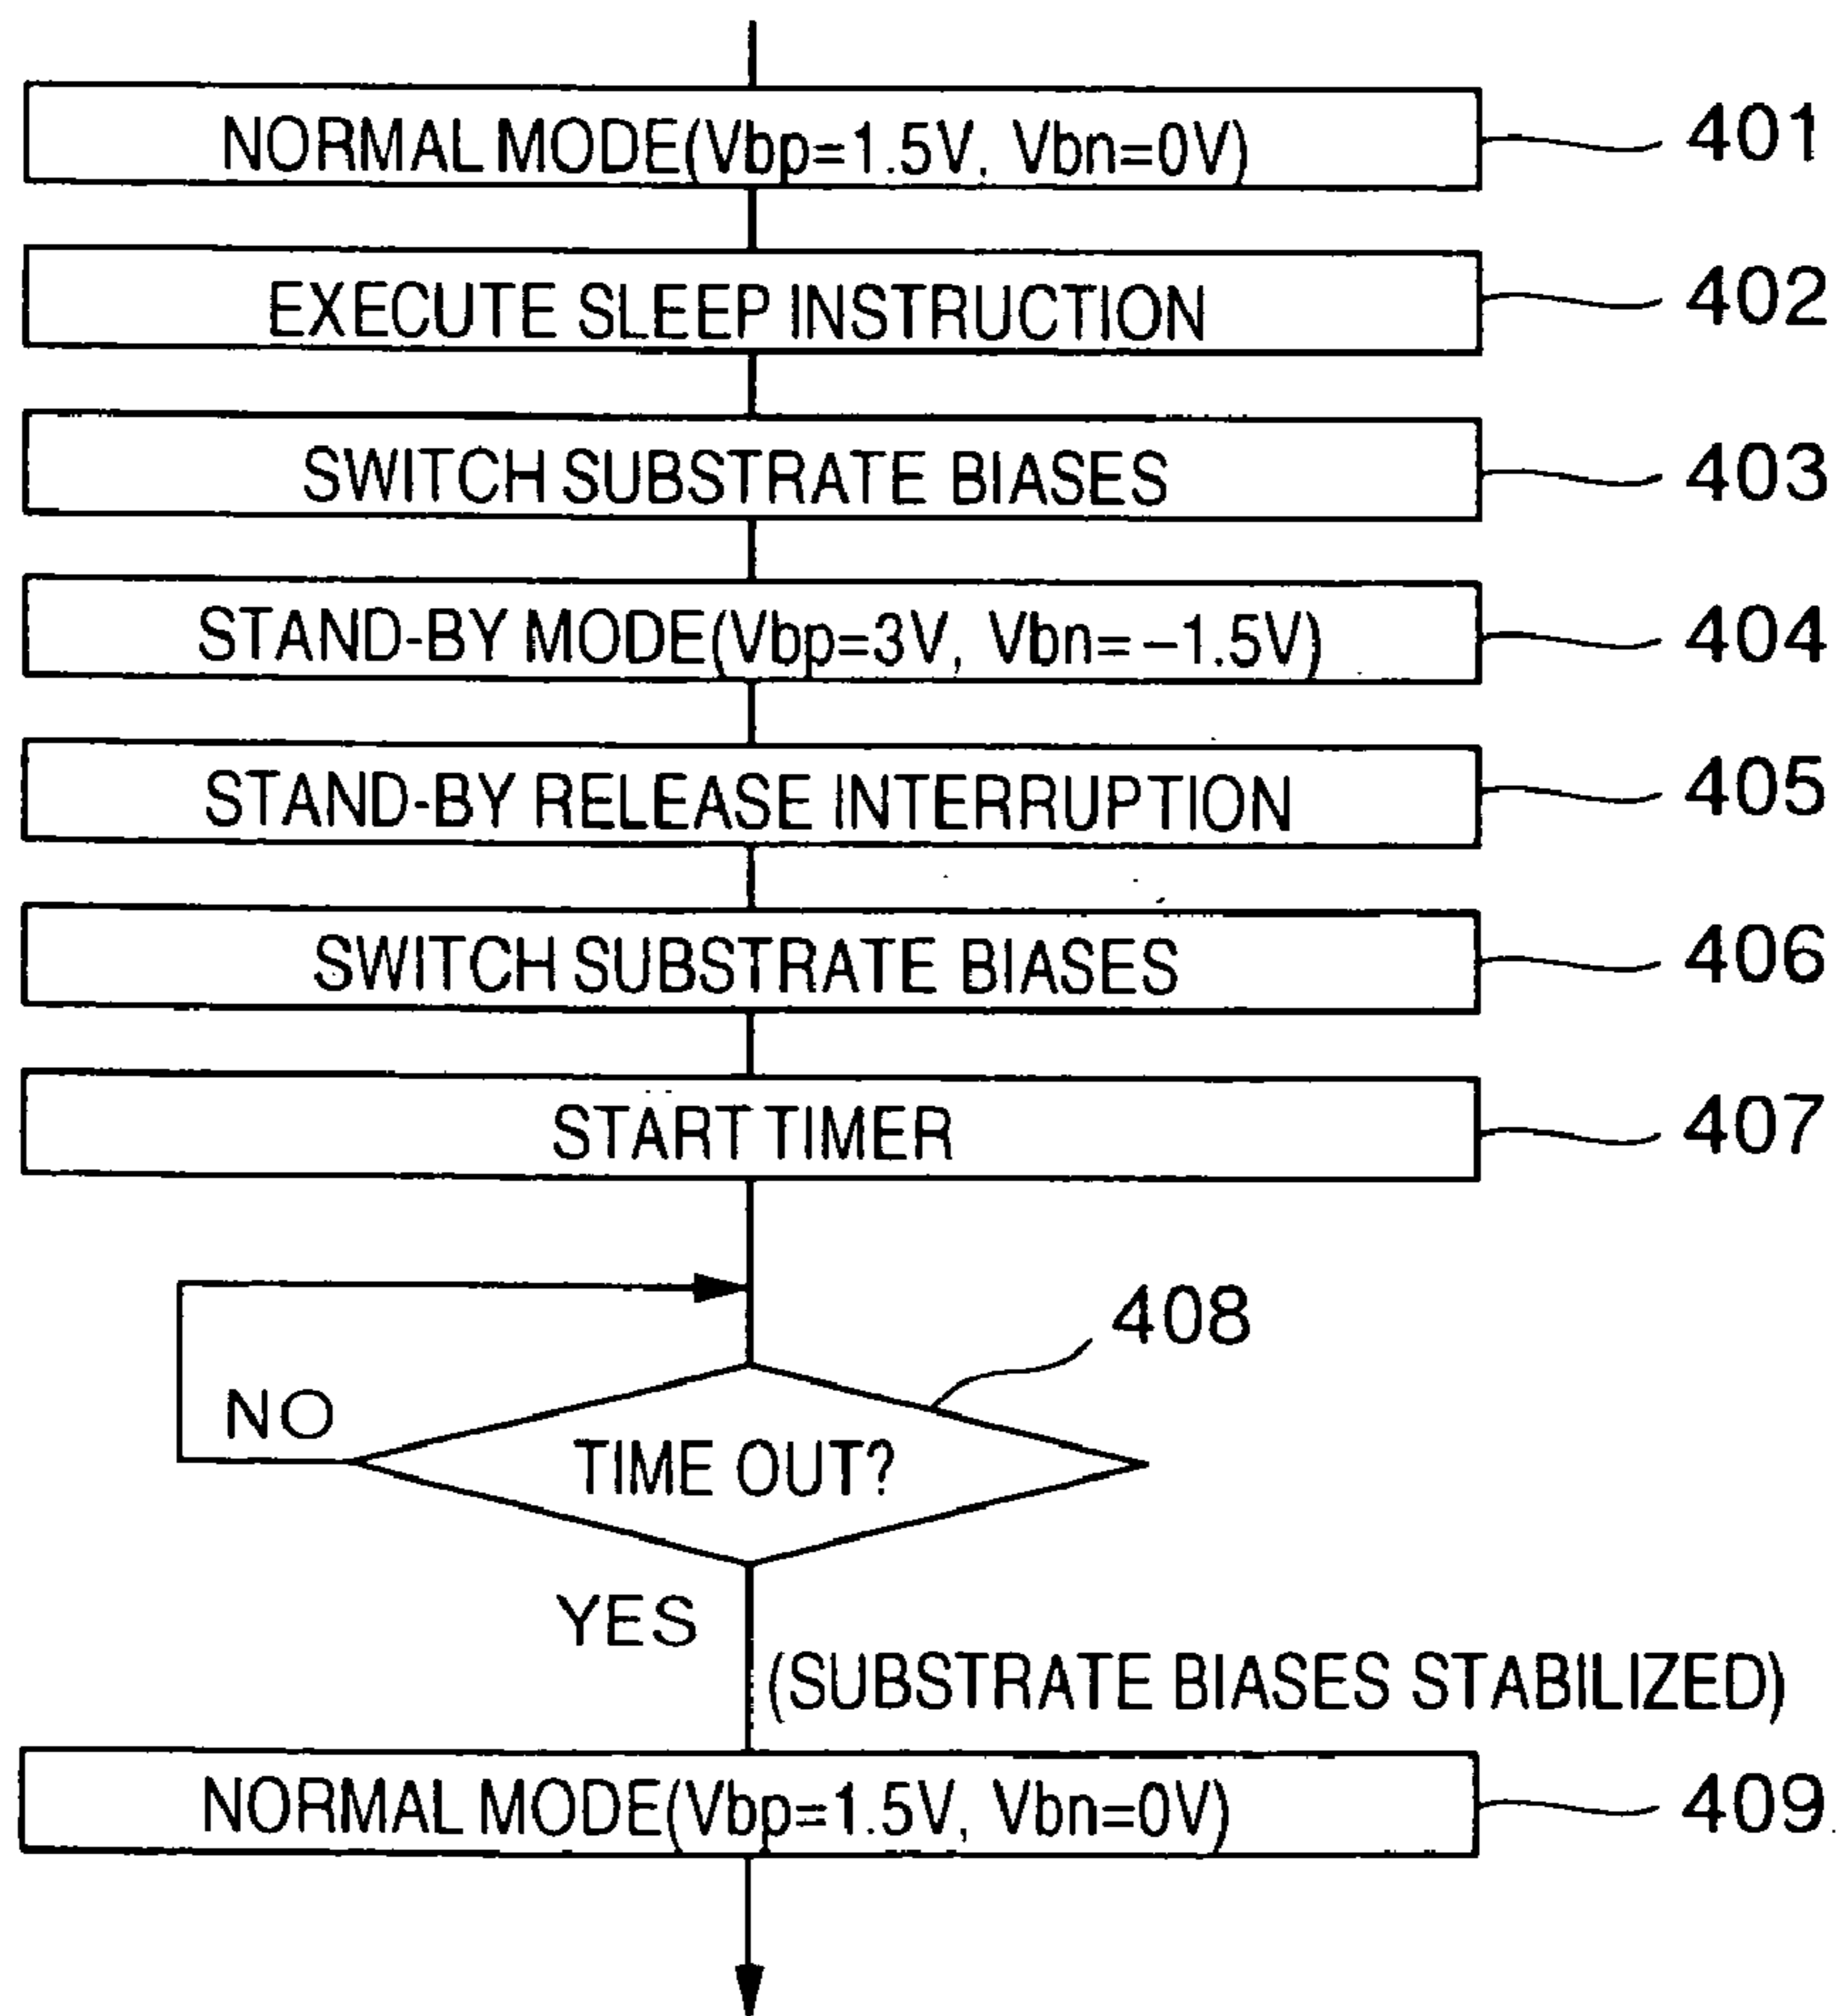 NORMAL MODE(Vbp=1.5V, Vbn=0V) 401
EXECUTE SLEEP INSTRUCTION 402
SWITCH SUBSTRATE BIASES 403
STAND-BY MODE(Vbp=3V, Vbn=−1.5V) 404
STAND-BY RELEASE INTERRUPTION 405
SWITCH SUBSTRATE BIASES 406
START TIMER 407
408
NO
TIME OUT?
YES
(SUBSTRATE BIASES STABILIZED)
NORMAL MODE(Vbp=1.5V, Vbn=0V) 409